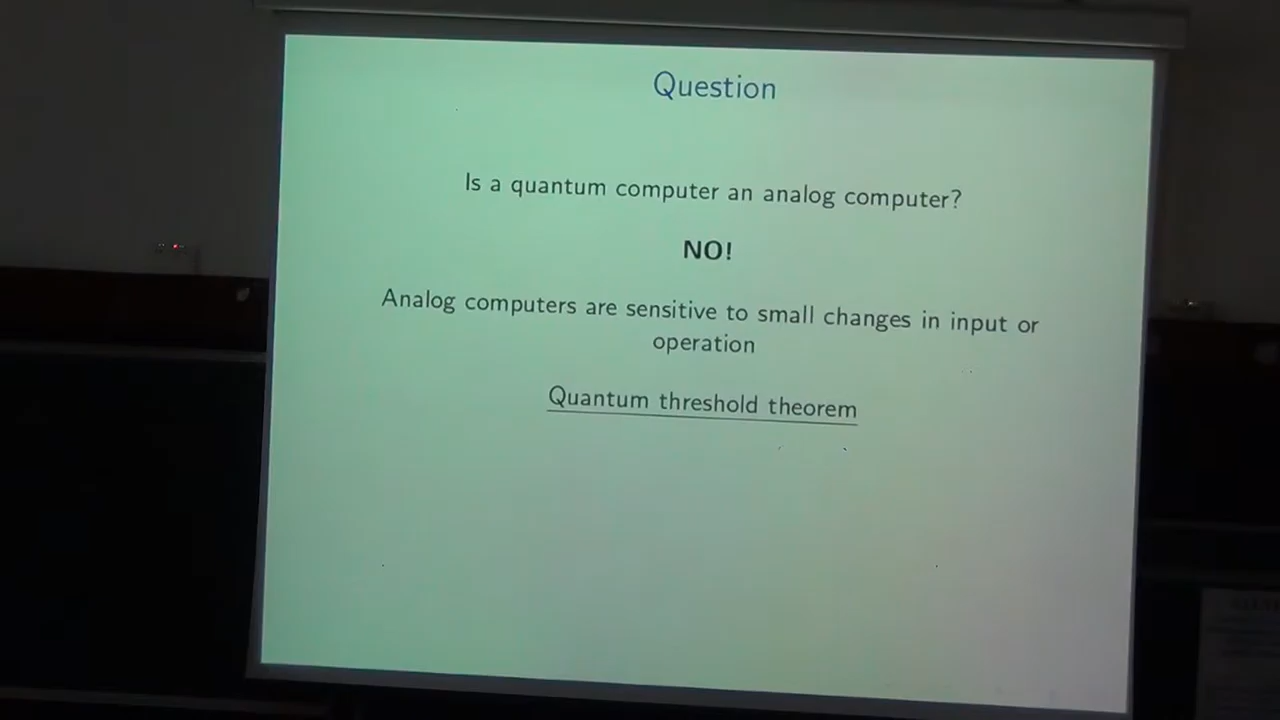 Question
Is a quantum computer an analog computer?
NO!
Analog computers are sensitive to small changes in input or
operation
Quantum threshold theorem